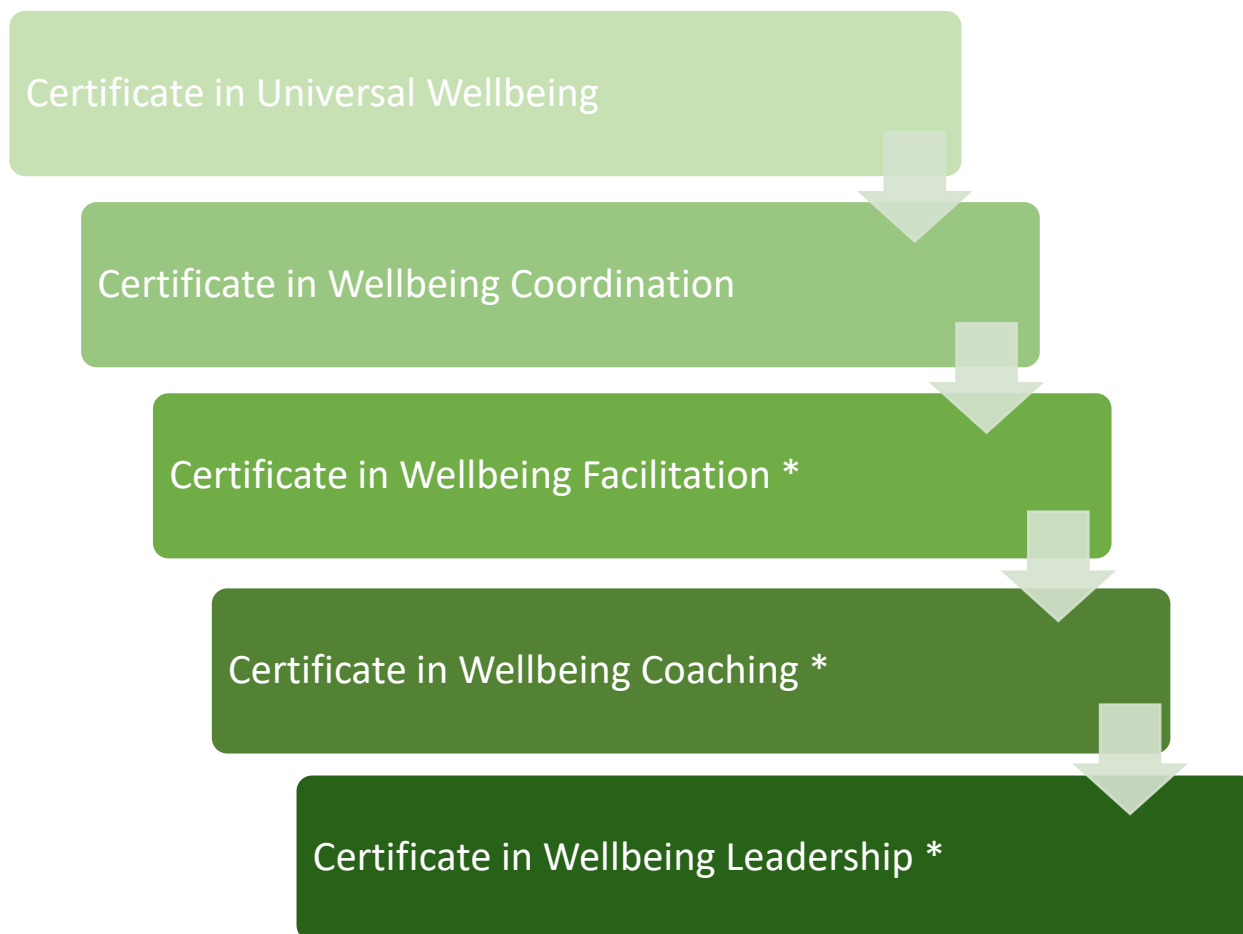 Certificate in Universal Wellbeing
Certificate in Wellbeing Coordination
Certificate in Wellbeing Facilitation *
Certificate in Wellbeing Coaching *
Certificate in Wellbeing Leadership *